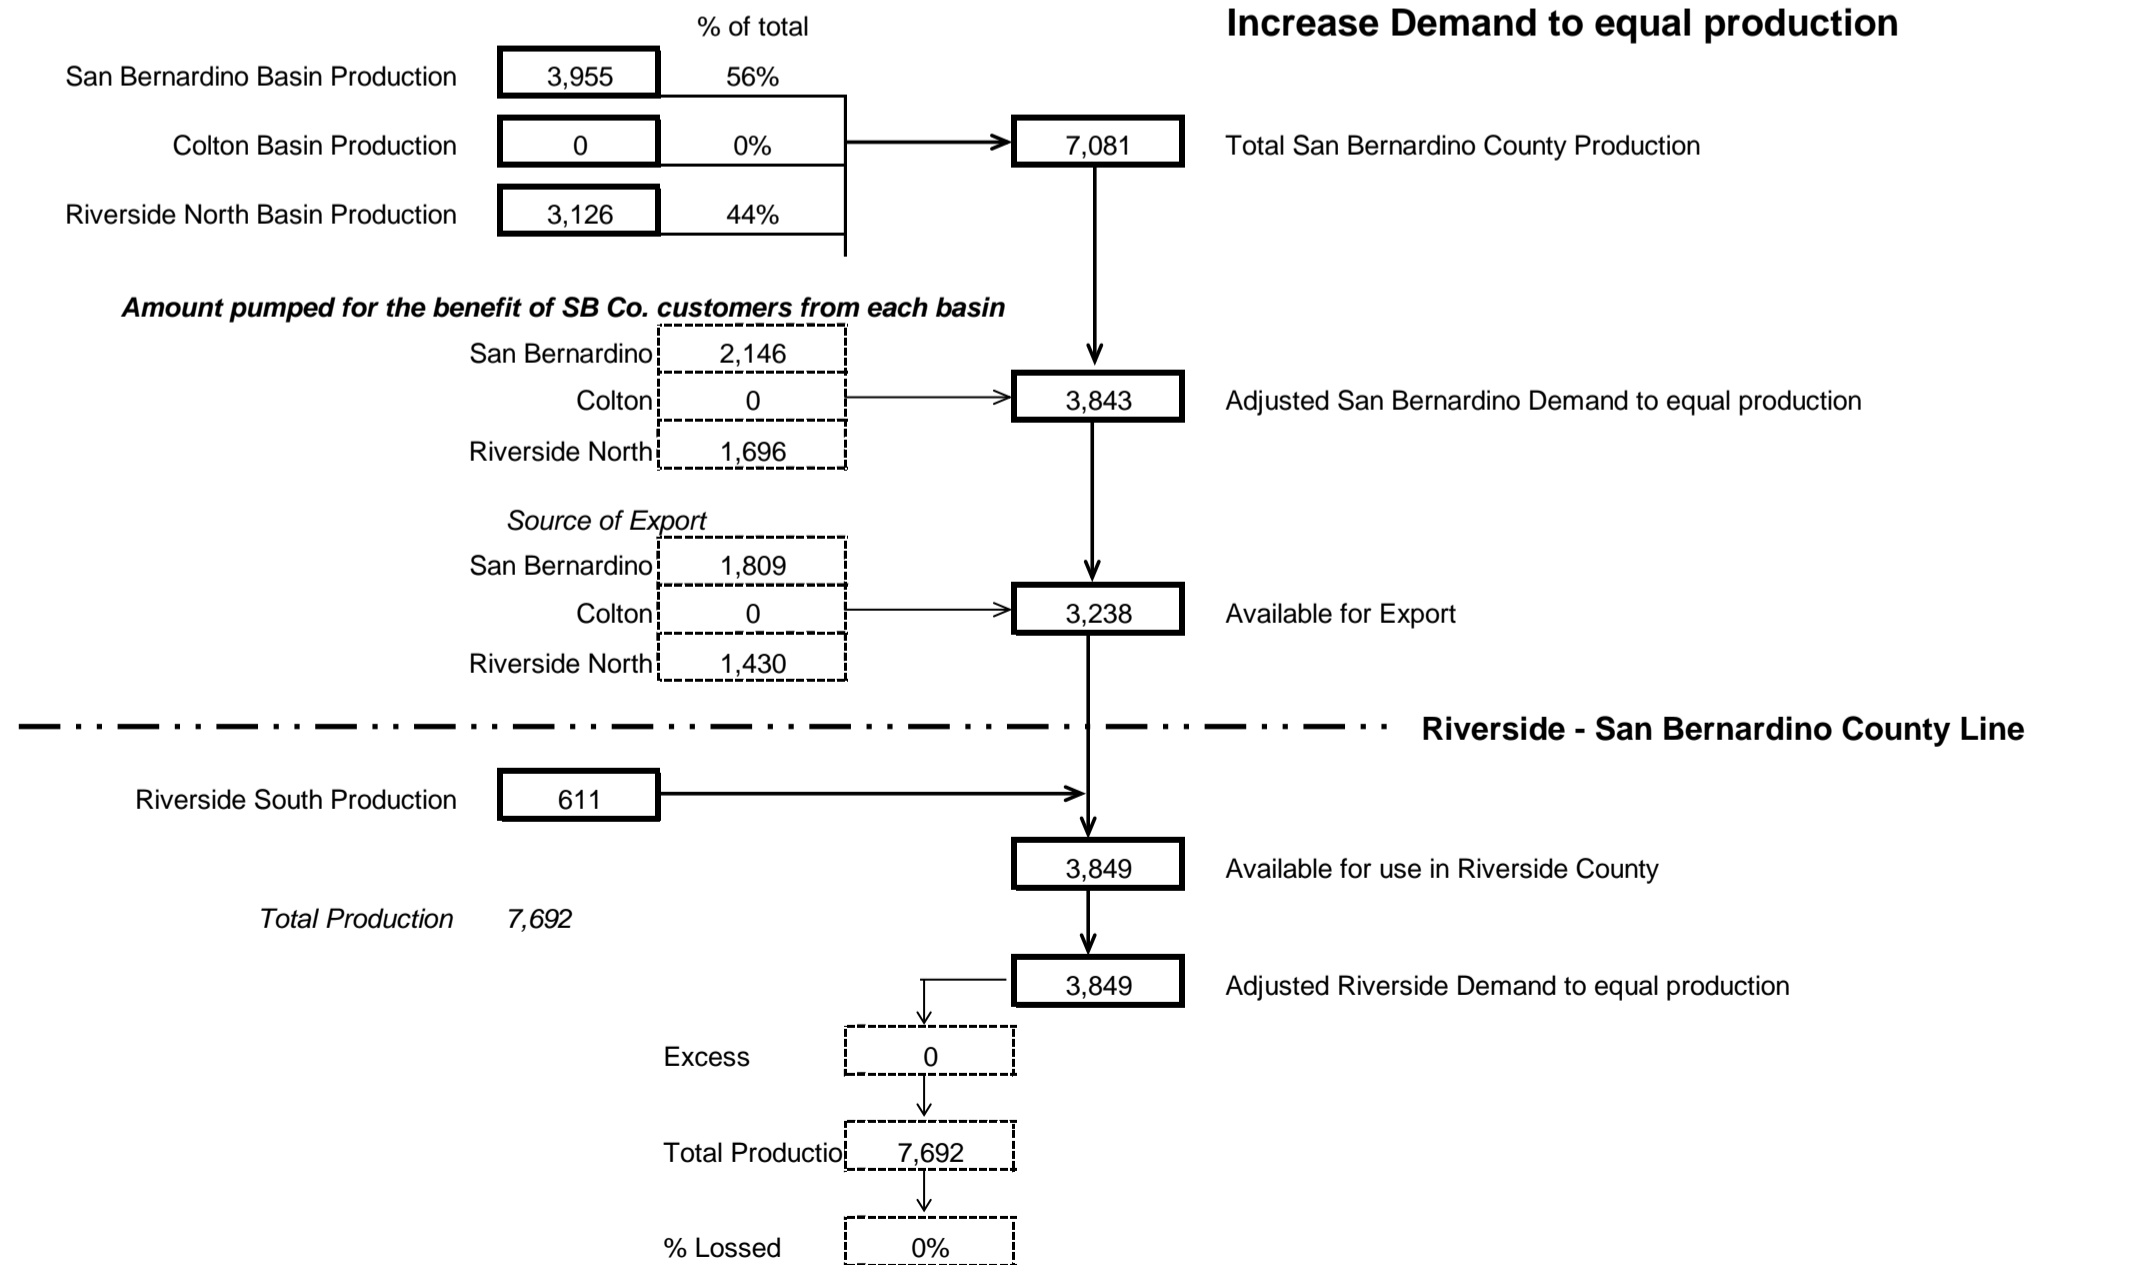 % of total
Increase Demand to equal production
San Bernardino Basin Production 3,955 56%
Colton Basin Production 0 0% 7,081 Total San Bernardino County Production
Riverside North Basin Production 3,126 44%
Amount pumped for the benefit of SB Co. customers from each basin
San Bernardino 2,146
Colton 0 3,843 Adjusted San Bernardino Demand to equal production
Riverside North 1,696
Source of Export
San Bernardino 1,809
Colton 0 3,238 Available for Export
Riverside North 1,430
Riverside - San Bernardino County Line
Riverside South Production 611
3,849 Available for use in Riverside County
Total Production 7,692
3,849 Adjusted Riverside Demand to equal production
Excess 0
Total Productio 7,692
% Lossed 0%